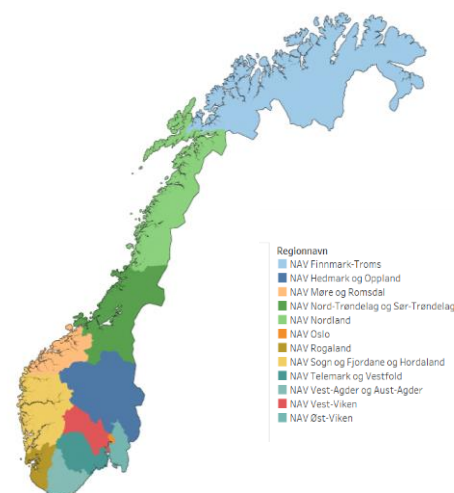 Regionnavn
NAV Finnmark-Troms
NAV Hedmark og Oppland
NAV Møre og Romsdal
NAV Nord-Trøndelag og Sør-Trøndelag
NAV Nordland
NAV Oslo
NAV Rogaland
NAV Sogn og Fjordane og Hordaland
NAV Telemark og Vestfold
NAV Vest-Agder og Aust-Agder
NAV Vest-Viken
NAV Øst-Viken